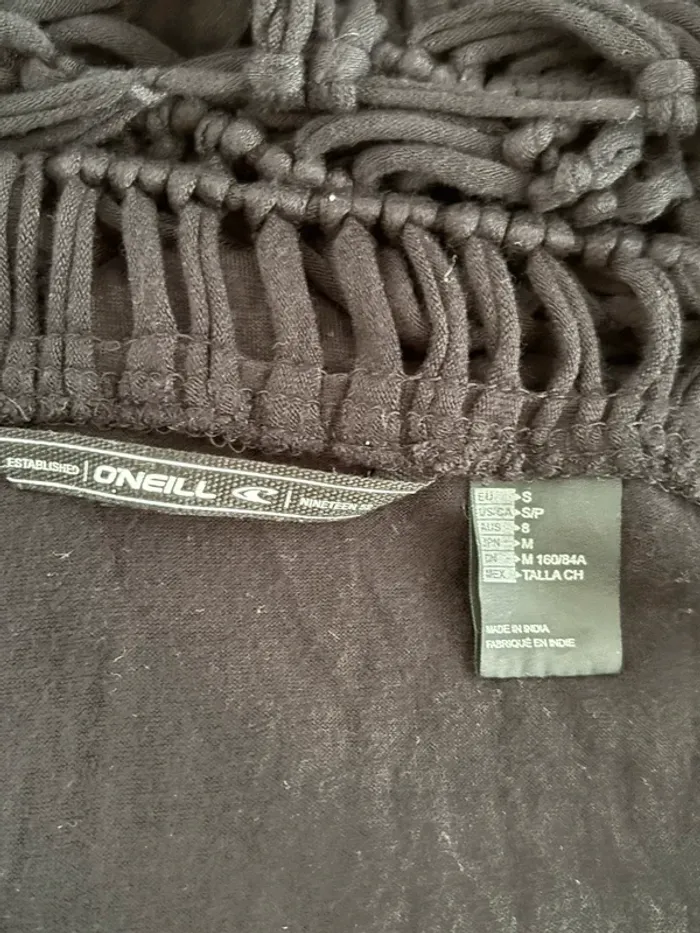 ESTABLISHED | ONEILL | NINETEEN
EU S
US-CA S/P
AUS 8
JPN M
CN M 160/84A
MEX TALLA CH
MADE IN INDIA
FABRIQUÉ EN INDE